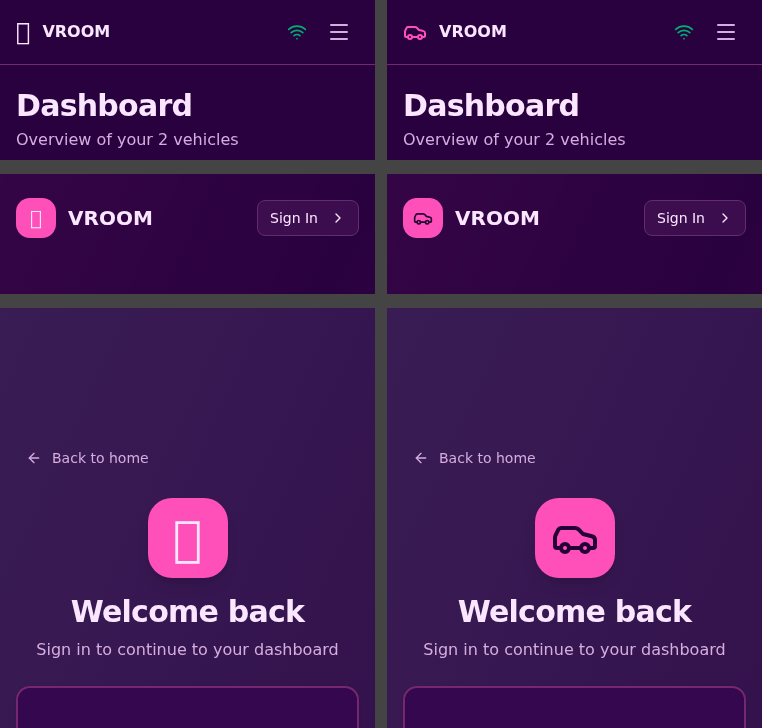 VROOM
Dashboard
Overview of your 2 vehicles
VROOM
Dashboard
Overview of your 2 vehicles
VROOM
Sign In
VROOM
Sign In
Back to home
Welcome back
Sign in to continue to your dashboard
Back to home
Welcome back
Sign in to continue to your dashboard